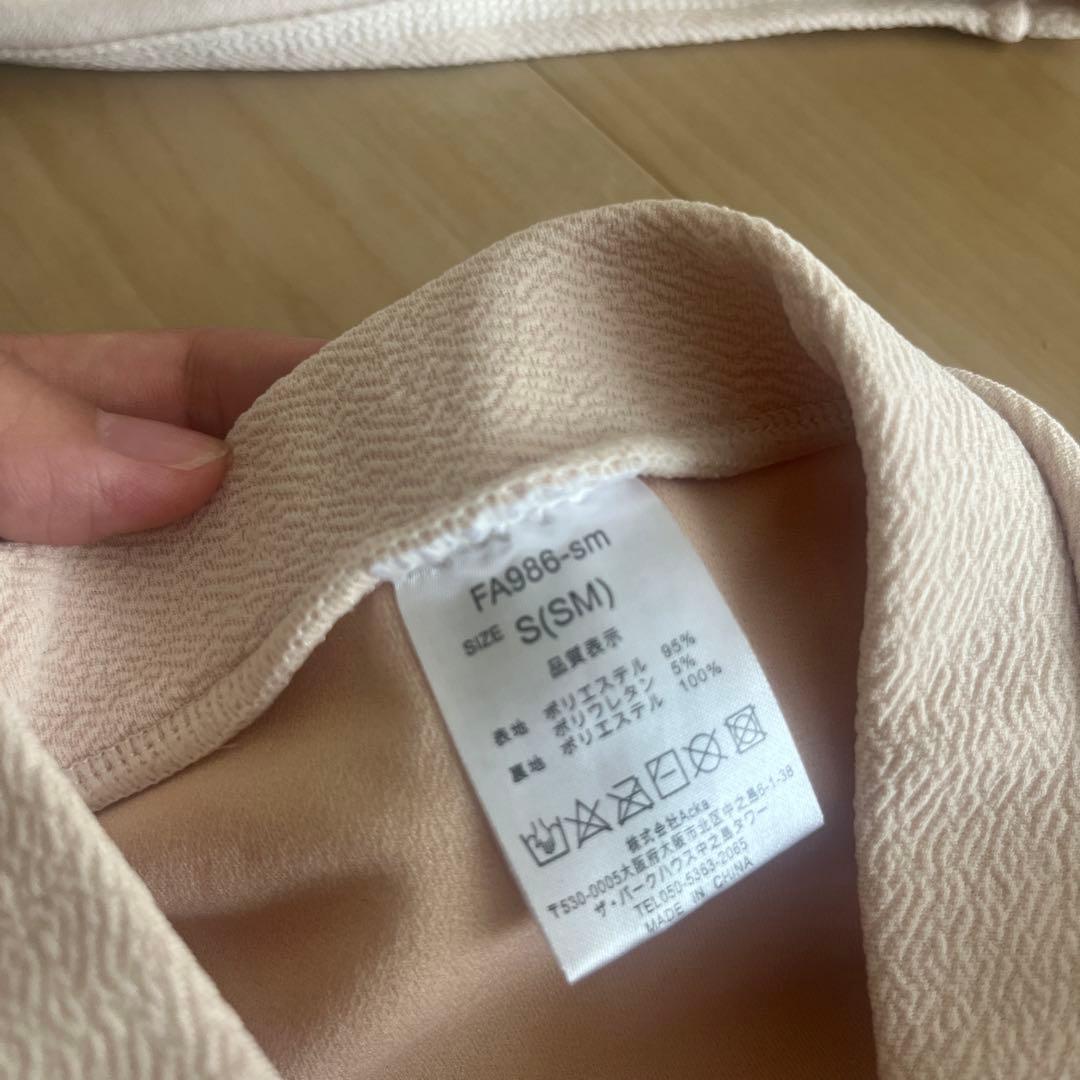 FA986-sm
SIZE S(SM)
品質表示
表地 ポリエステル 95%
ポリウレタン 5%
裏地 ポリエステル 100%
株式会社Acka
〒530-0005大阪府大阪市北区中之島6-1-38
ザ・パークハウス中之島タワー
TEL050-5363-2065
MADE IN CHINA